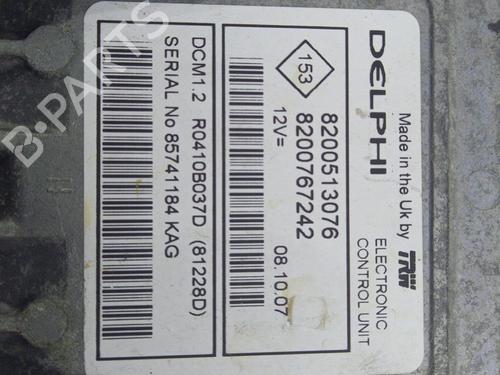 DELPHI
Made in the Uk by TRW
ELECTRONIC
CONTROL UNIT
153
8200513076
8200767242
12V=
08.10.07
DCM1.2 R0410B037D (81228D)
SERIAL No 85741184 KAG
B-PARTS